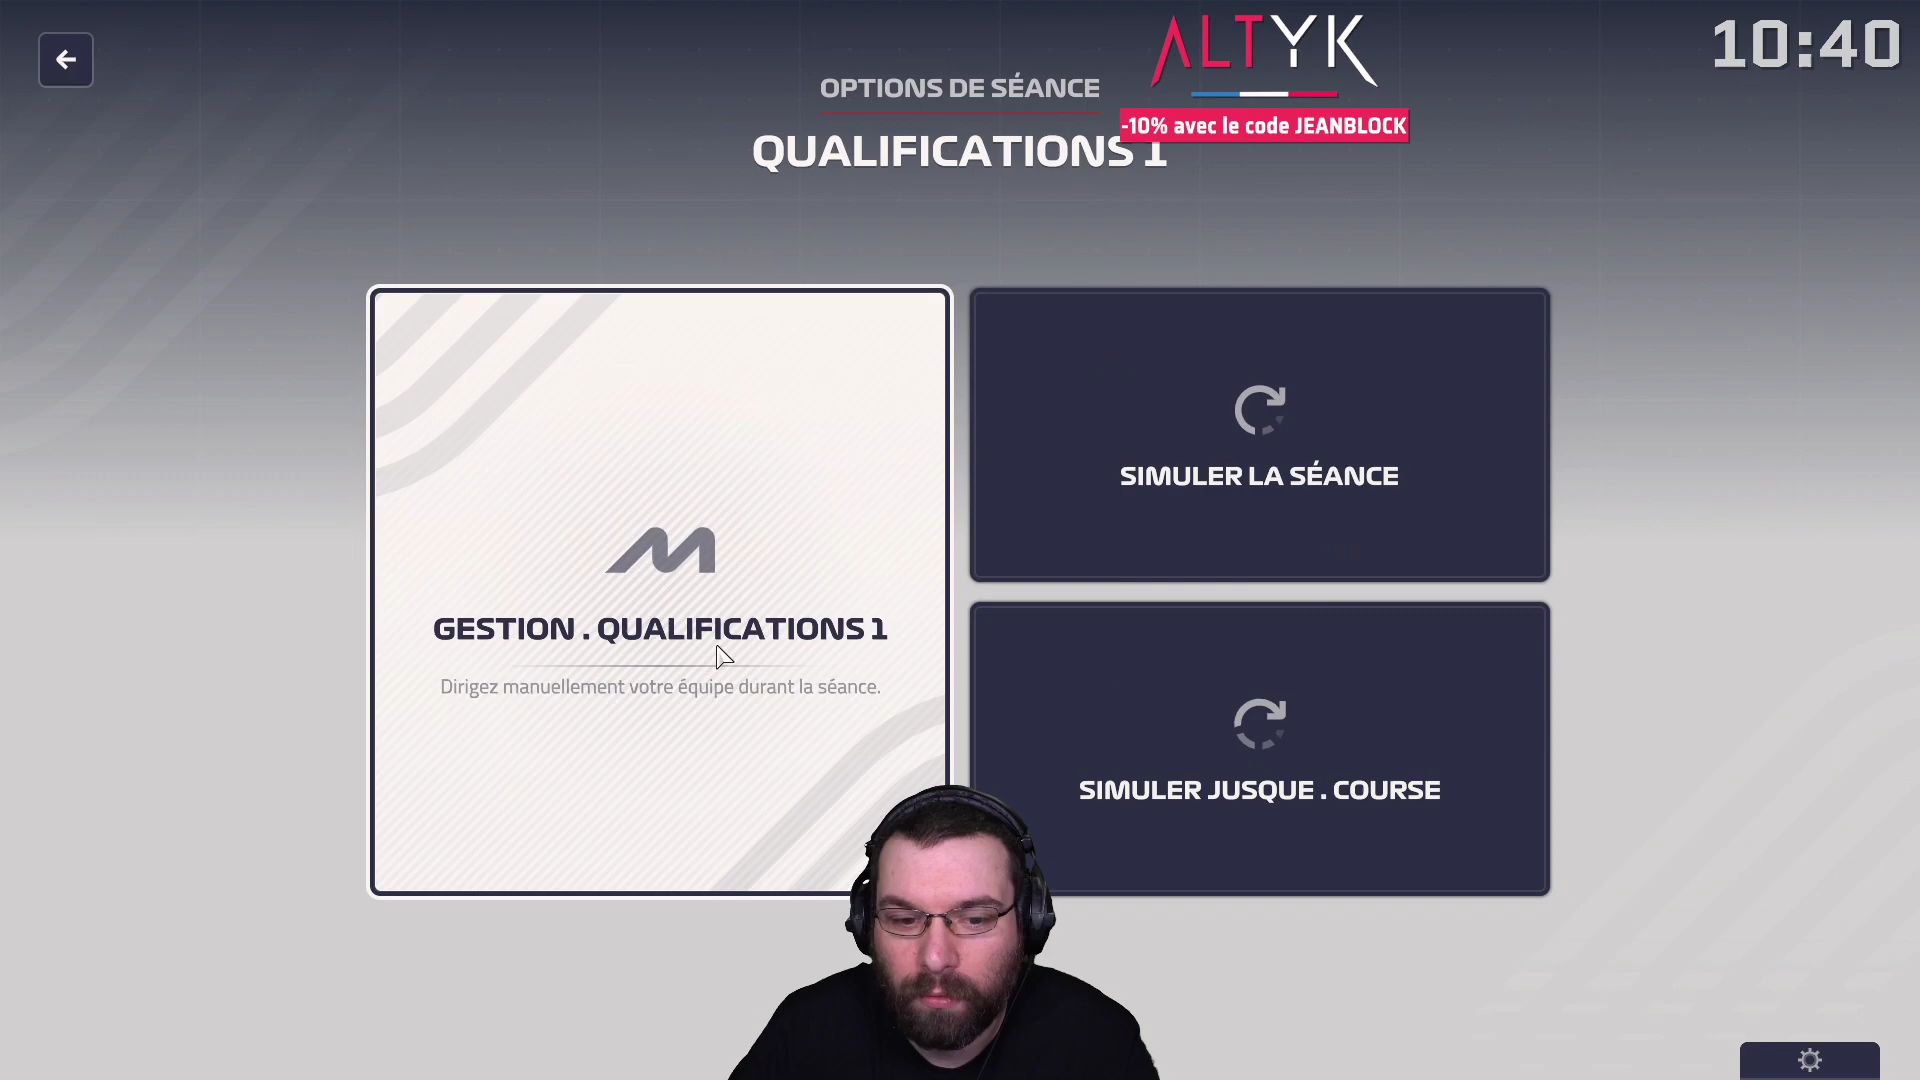 ALTYK
10:40
OPTIONS DE SÉANCE
-10% avec le code JEANBLOCK
QUALIFICATIONS 1
SIMULER LA SÉANCE
GESTION . QUALIFICATIONS 1
Dirigez manuellement votre équipe durant la séance.
SIMULER JUSQUE . COURSE